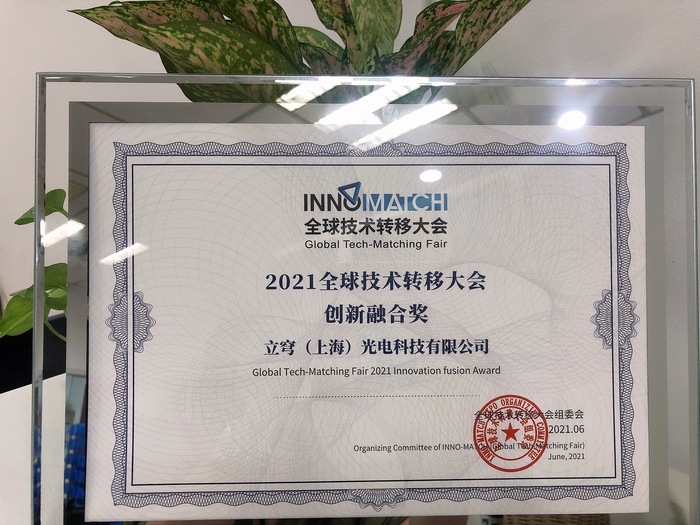 INNOMATCH
全球技术转移大会
Global Tech-Matching Fair
2021全球技术转移大会
创新融合奖
立穹（上海）光电科技有限公司
Global Tech-Matching Fair 2021 Innovation fusion Award
全球技术转移大会组委会
2021.06
Organizing Committee of INNO-MATCH (Global Tech-Matching Fair)
June, 2021